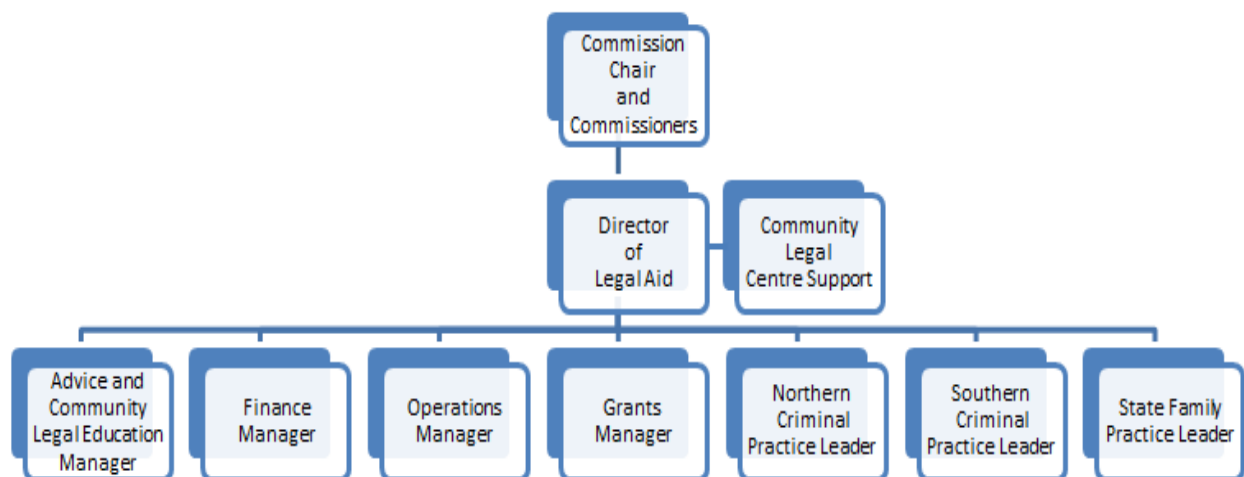 Commission
Chair
and
Commissioners
Director
of
Legal Aid
Community
Legal
Centre Support
Advice and
Community
Legal Education
Manager
Finance
Manager
Operations
Manager
Grants
Manager
Northern
Criminal
Practice Leader
Southern
Criminal
Practice Leader
State Family
Practice Leader